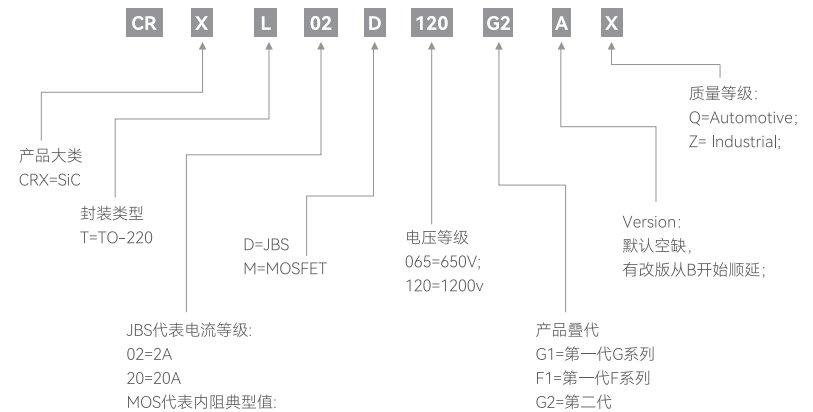 CR X L 02 D 120 G2 A X
质量等级:
Q=Automotive;
Z= Industrial;
产品大类
CRX=SiC
封装类型
T=TO-220
D=JBS
M=MOSFET
电压等级
065=650V;
120=1200v
Version:
默认空缺,
有改版从B开始顺延;
JBS代表电流等级:
02=2A
20=20A
MOS代表内阻典型值:
产品叠代
G1=第一代G系列
F1=第一代F系列
G2=第二代